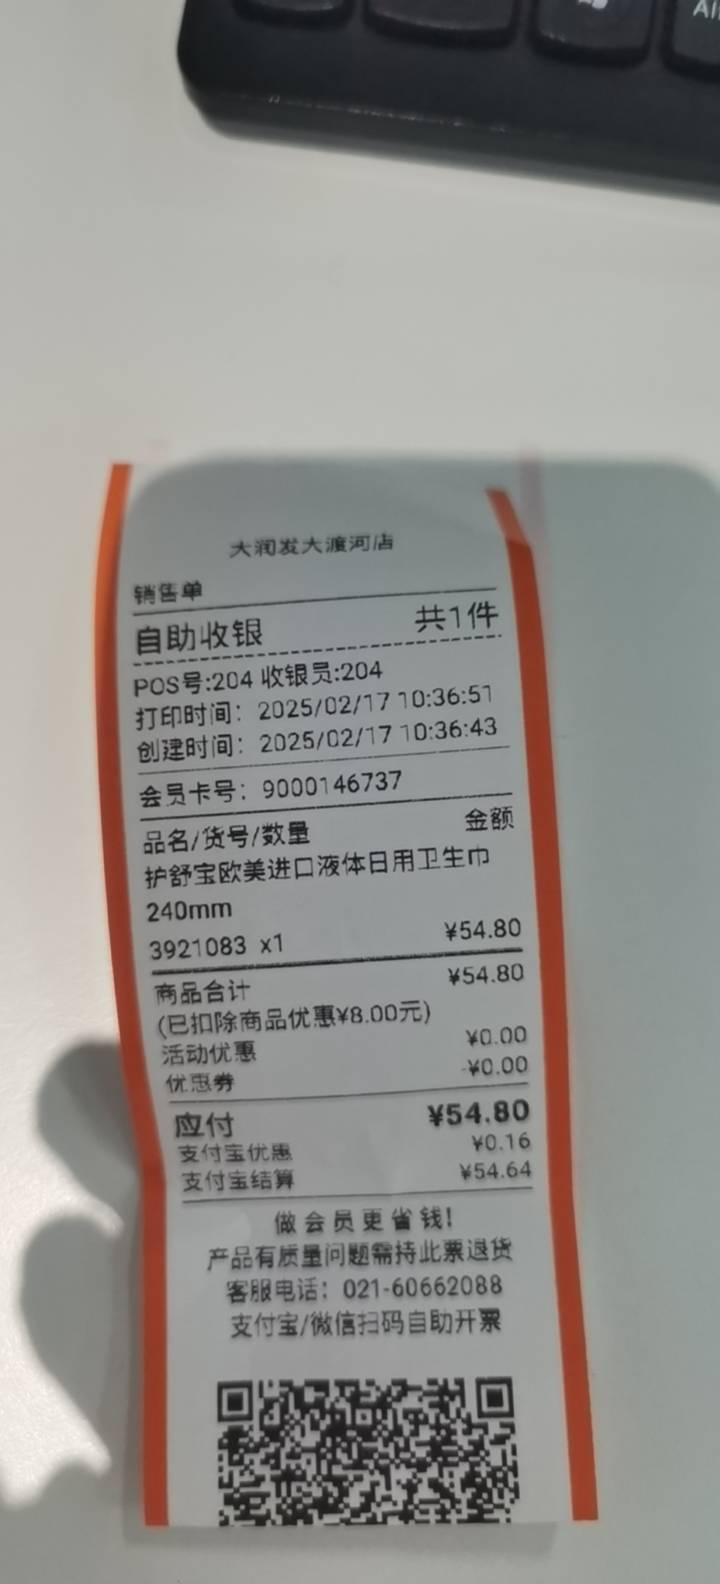 Alt
大润发大渡河店
销售单
自助收银 共1件
POS号:204 收银员:204
打印时间：2025/02/17 10:36:51
创建时间：2025/02/17 10:36:43
会员卡号：9000146737
品名/货号/数量 金额
护舒宝欧美进口液体日用卫生巾
240mm
3921083 x1 ¥54.80
商品合计 ¥54.80
(已扣除商品优惠¥8.00元)
活动优惠 ¥0.00
优惠券 -¥0.00
应付 ¥54.80
支付宝优惠 ¥0.16
支付宝结算 ¥54.64
做会员更省钱!
产品有质量问题需持此票退货
客服电话：021-60662088
支付宝/微信扫码自助开票